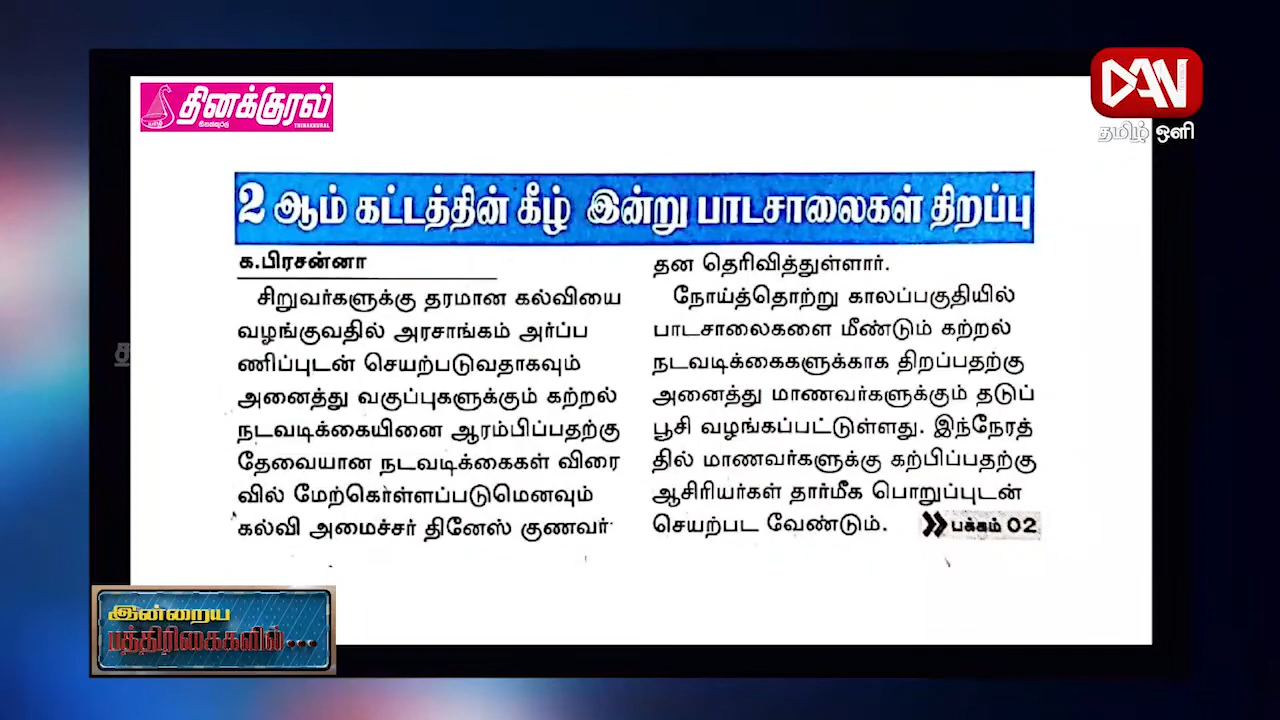 தினக்குரல்
THINAKKURAL
DAN
தமிழ் ஒளி
2 ஆம் கட்டத்தின் கீழ் இன்று பாடசாலைகள் திறப்பு
க.பிரசன்னா
சிறுவர்களுக்கு தரமான கல்வியை
வழங்குவதில் அரசாங்கம் அர்ப்ப
ணிப்புடன் செயற்படுவதாகவும்
அனைத்து வகுப்புகளுக்கும் கற்றல்
நடவடிக்கையினை ஆரம்பிப்பதற்கு
தேவையான நடவடிக்கைகள் விரை
வில் மேற்கொள்ளப்படுமெனவும்
கல்வி அமைச்சர் தினேஸ் குணவர்
தன தெரிவித்துள்ளார்.
நோய்த்தொற்று காலப்பகுதியில்
பாடசாலைகளை மீண்டும் கற்றல்
நடவடிக்கைகளுக்காக திறப்பதற்கு
அனைத்து மாணவர்களுக்கும் தடுப்
பூசி வழங்கப்பட்டுள்ளது. இந்நேரத்
தில் மாணவர்களுக்கு கற்பிப்பதற்கு
ஆசிரியர்கள் தார்மீக பொறுப்புடன்
செயற்பட வேண்டும்.
பக்கம் 02
இன்றைய
பத்திரிகைகளில்...